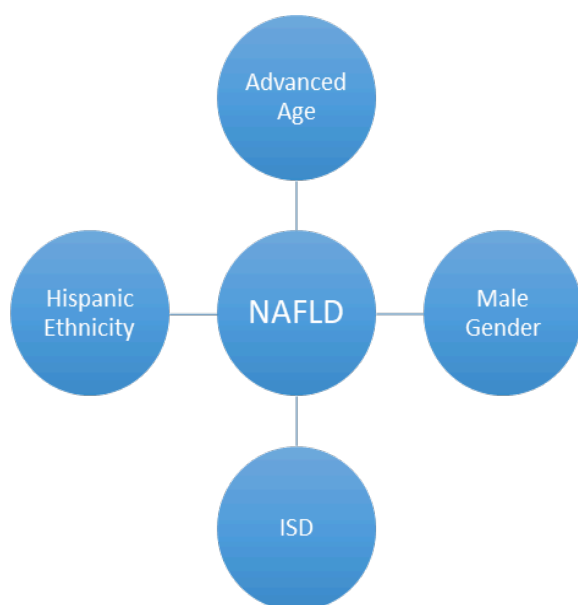 Advanced
Age
Hispanic
Ethnicity
NAFLD
Male
Gender
ISD